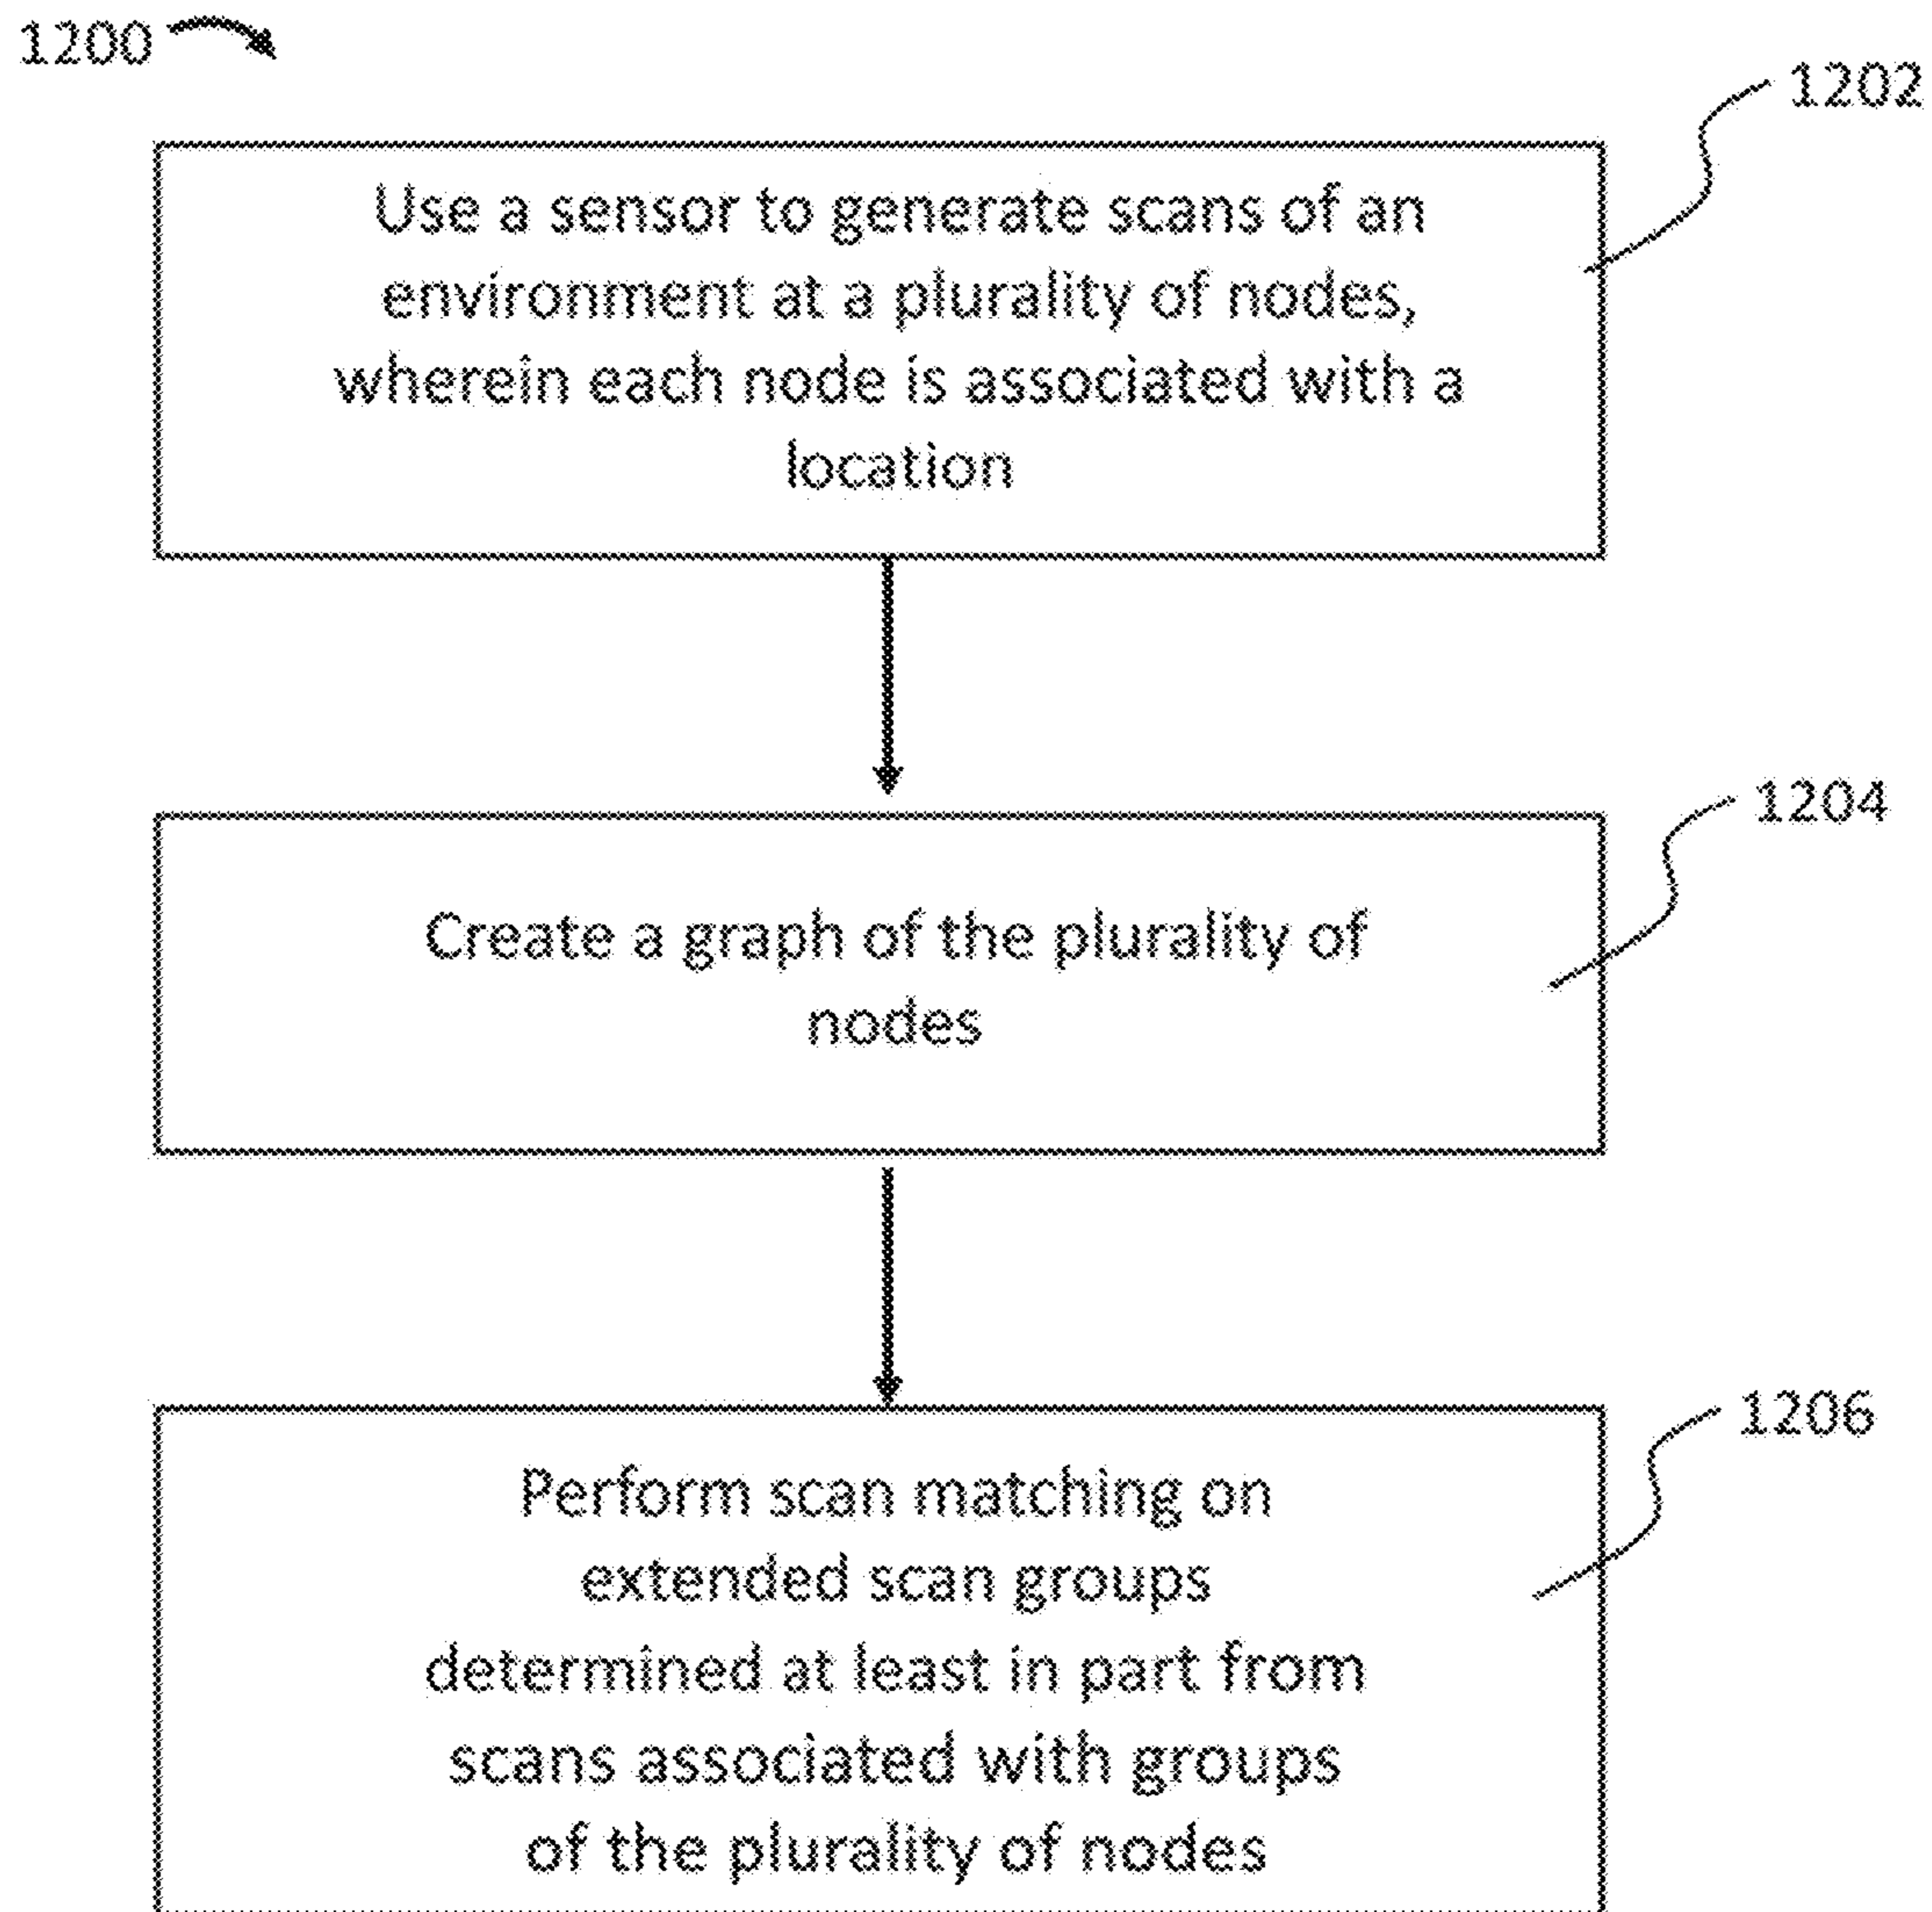 1200
1202
Use a sensor to generate scans of an
environment at a plurality of nodes,
wherein each node is associated with a
location
1204
Create a graph of the plurality of
nodes
1206
Perform scan matching on
extended scan groups
determined at least in part from
scans associated with groups
of the plurality of nodes